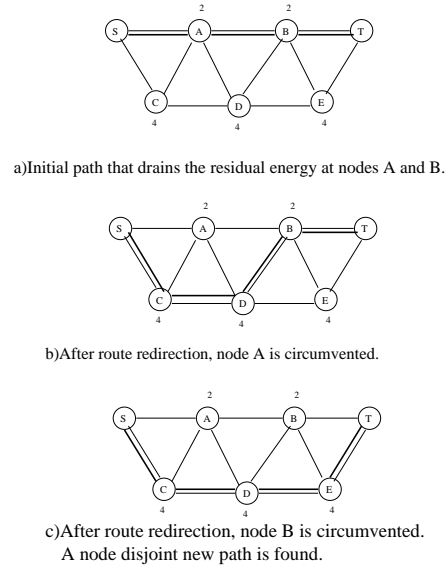 2 2
S A B T
C D E
4 4 4
a)Initial path that drains the residual energy at nodes A and B.
2 2
S A B T
C D E
4 4 4
b)After route redirection, node A is circumvented.
2 2
S A B T
C D E
4 4 4
c)After route redirection, node B is circumvented.
A node disjoint new path is found.